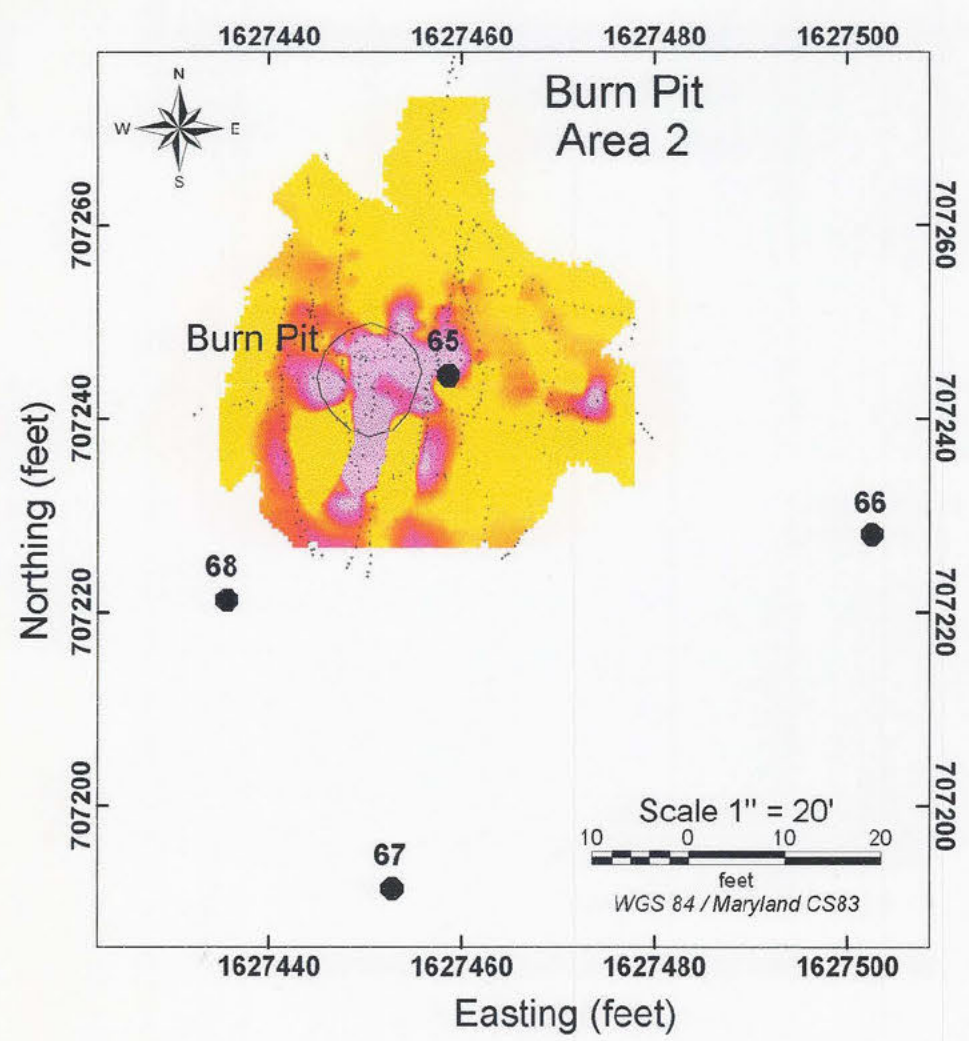 1627440 1627460 1627480 1627500
N
W E
S
Burn Pit
Area 2
707260
707260
Burn Pit
65
707240
707240
Northing (feet)
66
68
707220
707220
707200
707200
Scale 1" = 20'
10 0 10 20
feet
WGS 84 / Maryland CS83
67
1627440 1627460 1627480 1627500
Easting (feet)